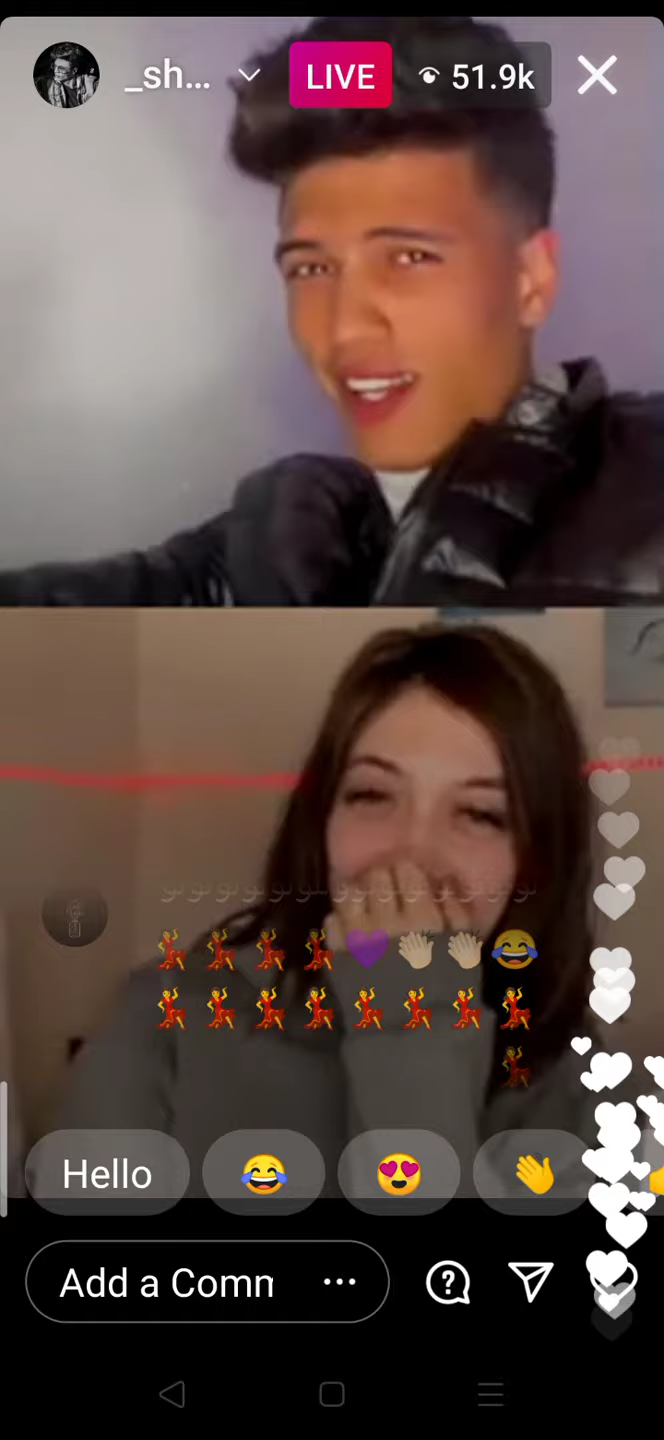 _sh...
LIVE
51.9k
💃💃💃💃💜👏🏼👏🏼😂
💃💃💃💃💃💃💃💃
💃
Hello
😂
😍
👋
Add a Comn